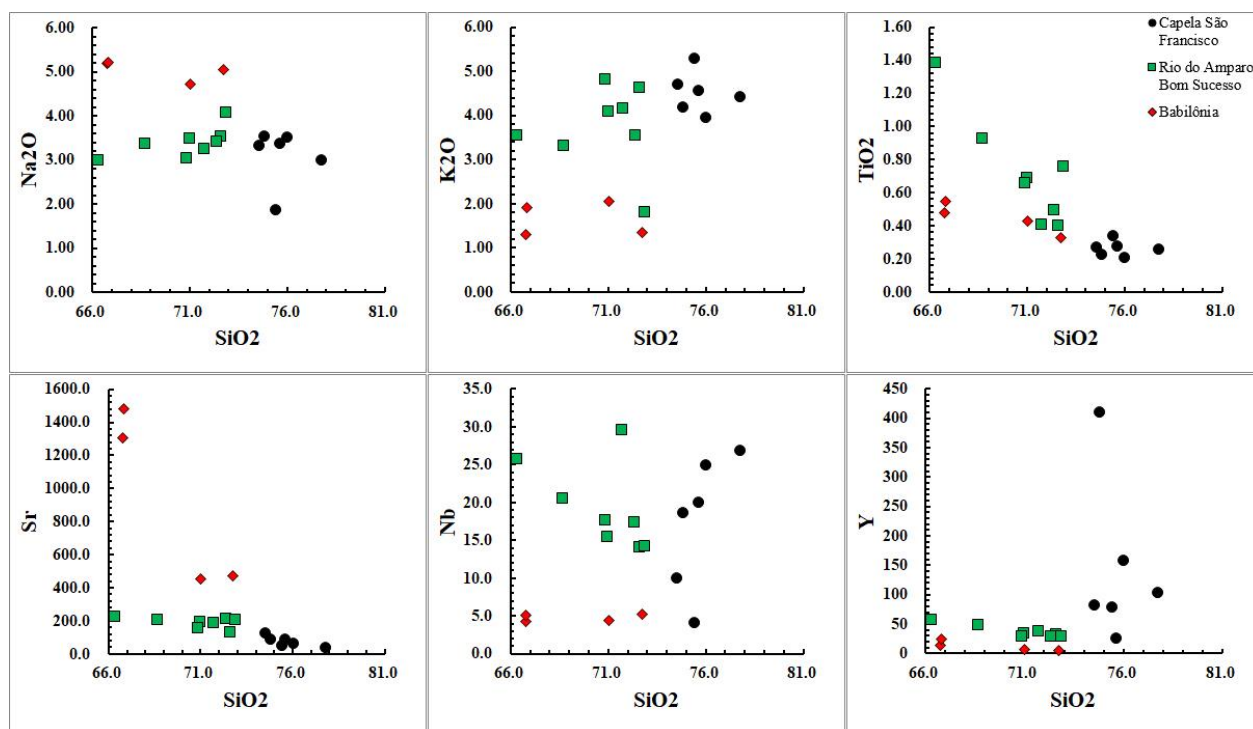 6.00
5.00
4.00
3.00
2.00
1.00
0.00
Na2O
66.0 71.0 76.0 81.0
SiO2
6.00
5.00
4.00
3.00
2.00
1.00
0.00
K2O
66.0 71.0 76.0 81.0
SiO2
1.60
1.40
1.20
1.00
0.80
0.60
0.40
0.20
0.00
TiO2
66.0 71.0 76.0 81.0
SiO2
Capela São
Francisco
Rio do Amparo
Bom Sucesso
Babilônia
1600.0
1400.0
1200.0
1000.0
800.0
600.0
400.0
200.0
0.0
Sr
66.0 71.0 76.0 81.0
SiO2
35.0
30.0
25.0
20.0
15.0
10.0
5.0
0.0
Nb
66.0 71.0 76.0 81.0
SiO2
450
400
350
300
250
200
150
100
50
0
Y
66.0 71.0 76.0 81.0
SiO2